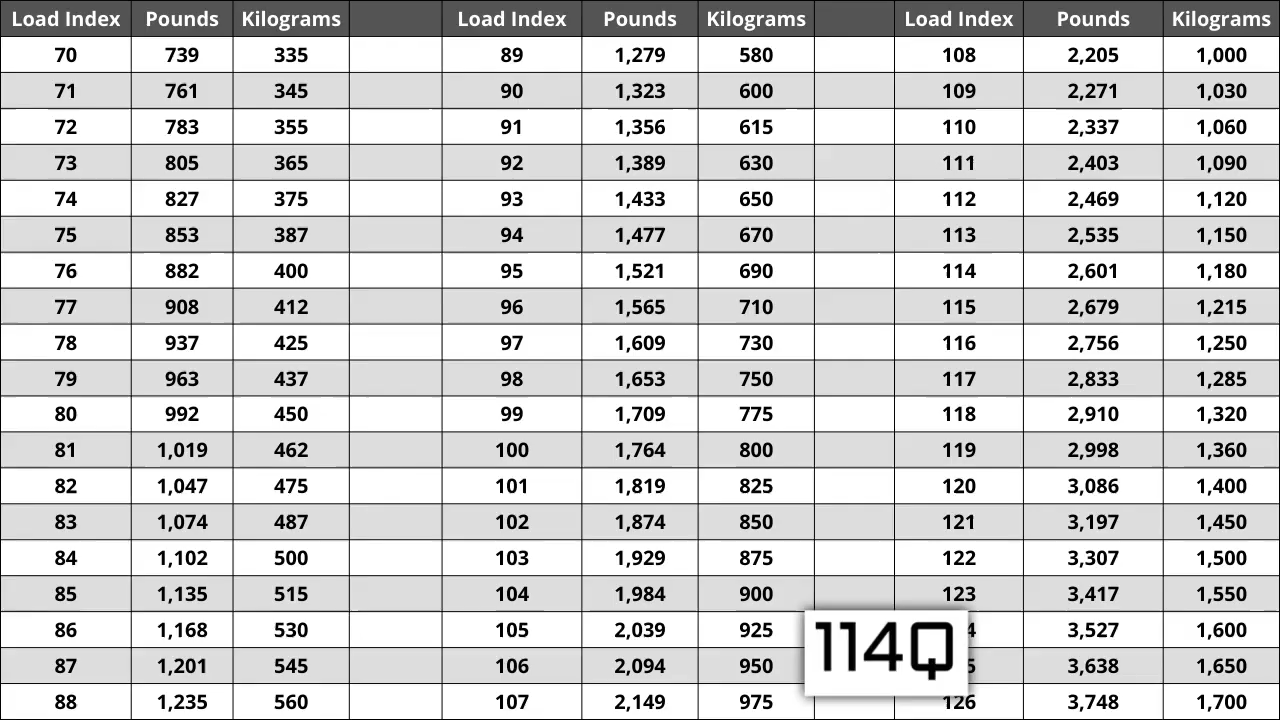 Load Index Pounds Kilograms Load Index Pounds Kilograms Load Index Pounds Kilograms
70 739 335 89 1,279 580 108 2,205 1,000
71 761 345 90 1,323 600 109 2,271 1,030
72 783 355 91 1,356 615 110 2,337 1,060
73 805 365 92 1,389 630 111 2,403 1,090
74 827 375 93 1,433 650 112 2,469 1,120
75 853 387 94 1,477 670 113 2,535 1,150
76 882 400 95 1,521 690 114 2,601 1,180
77 908 412 96 1,565 710 115 2,679 1,215
78 937 425 97 1,609 730 116 2,756 1,250
79 963 437 98 1,653 750 117 2,833 1,285
80 992 450 99 1,709 775 118 2,910 1,320
81 1,019 462 100 1,764 800 119 2,998 1,360
82 1,047 475 101 1,819 825 120 3,086 1,400
83 1,074 487 102 1,874 850 121 3,197 1,450
84 1,102 500 103 1,929 875 122 3,307 1,500
85 1,135 515 104 1,984 900 123 3,417 1,550
86 1,168 530 105 2,039 925 3,527 1,600
114Q
87 1,201 545 106 2,094 950 3,638 1,650
88 1,235 560 107 2,149 975 126 3,748 1,700